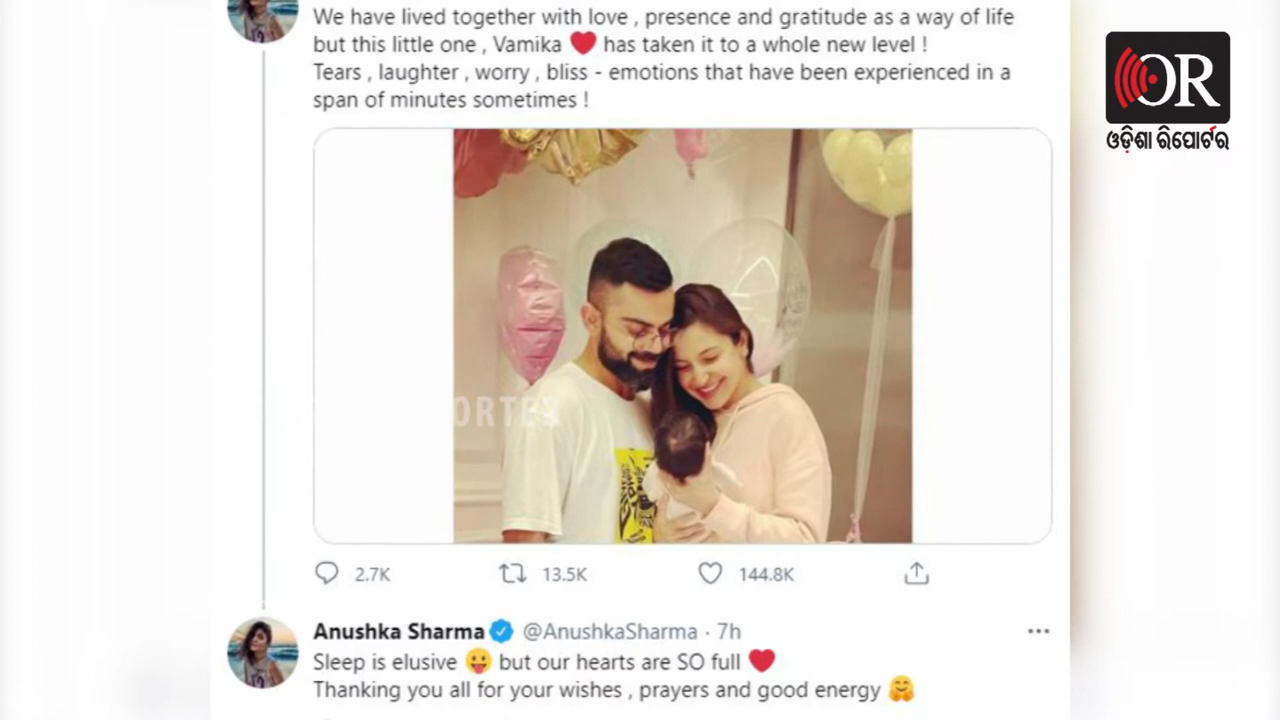 We have lived together with love , presence and gratitude as a way of life
but this little one , Vamika ❤️ has taken it to a whole new level !
Tears , laughter , worry , bliss - emotions that have been experienced in a
span of minutes sometimes !
OR
ଓଡ଼ିଶା ରିପୋର୍ଟର
ORTER
2.7K 13.5K 144.8K
Anushka Sharma @AnushkaSharma · 7h
Sleep is elusive 😛 but our hearts are SO full ❤️
Thanking you all for your wishes , prayers and good energy 🤗